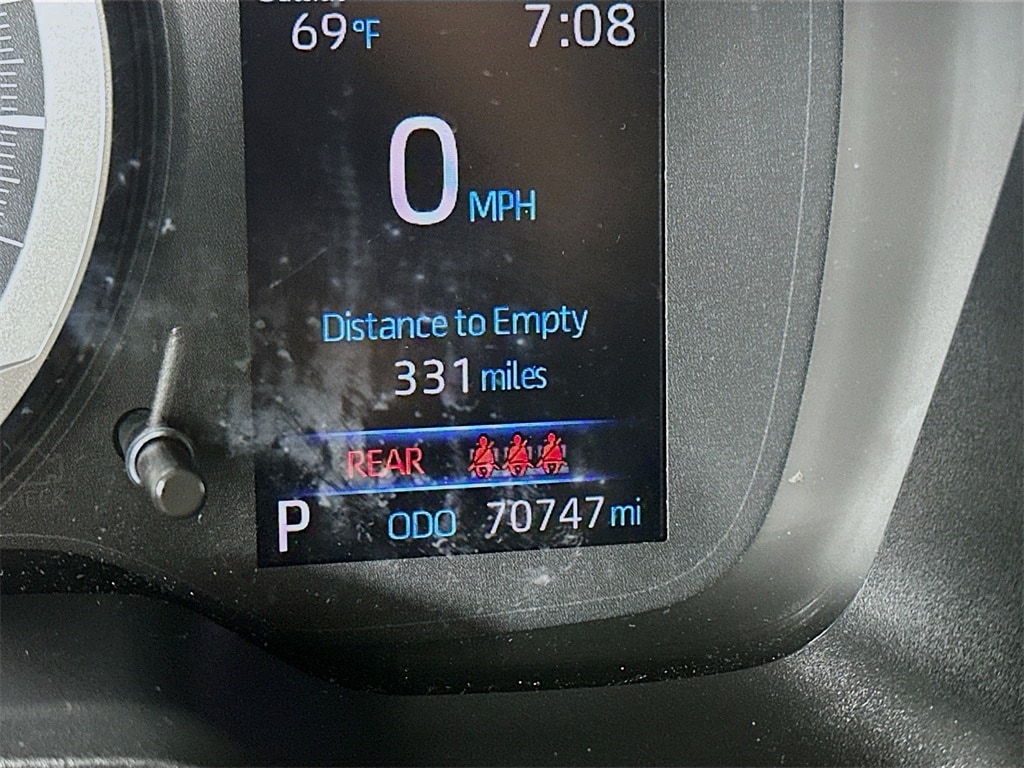 69°F 7:08
0 MPH
Distance to Empty
331 miles
REAR
P ODO 70747 mi